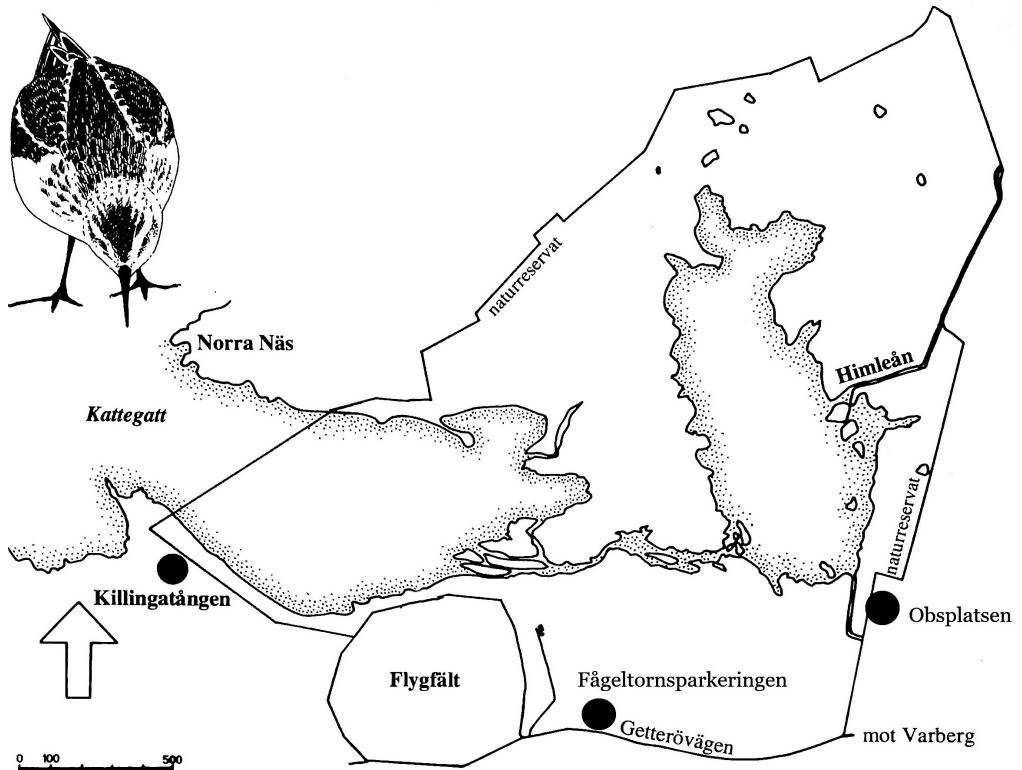 naturreservat
Norra Näs
Himleån
Kattegatt
naturreservat
Killingatången
Obsplatsen
Flygfält
Fågeltornsparkeringen
Getterövägen
mot Varberg
0 100 500